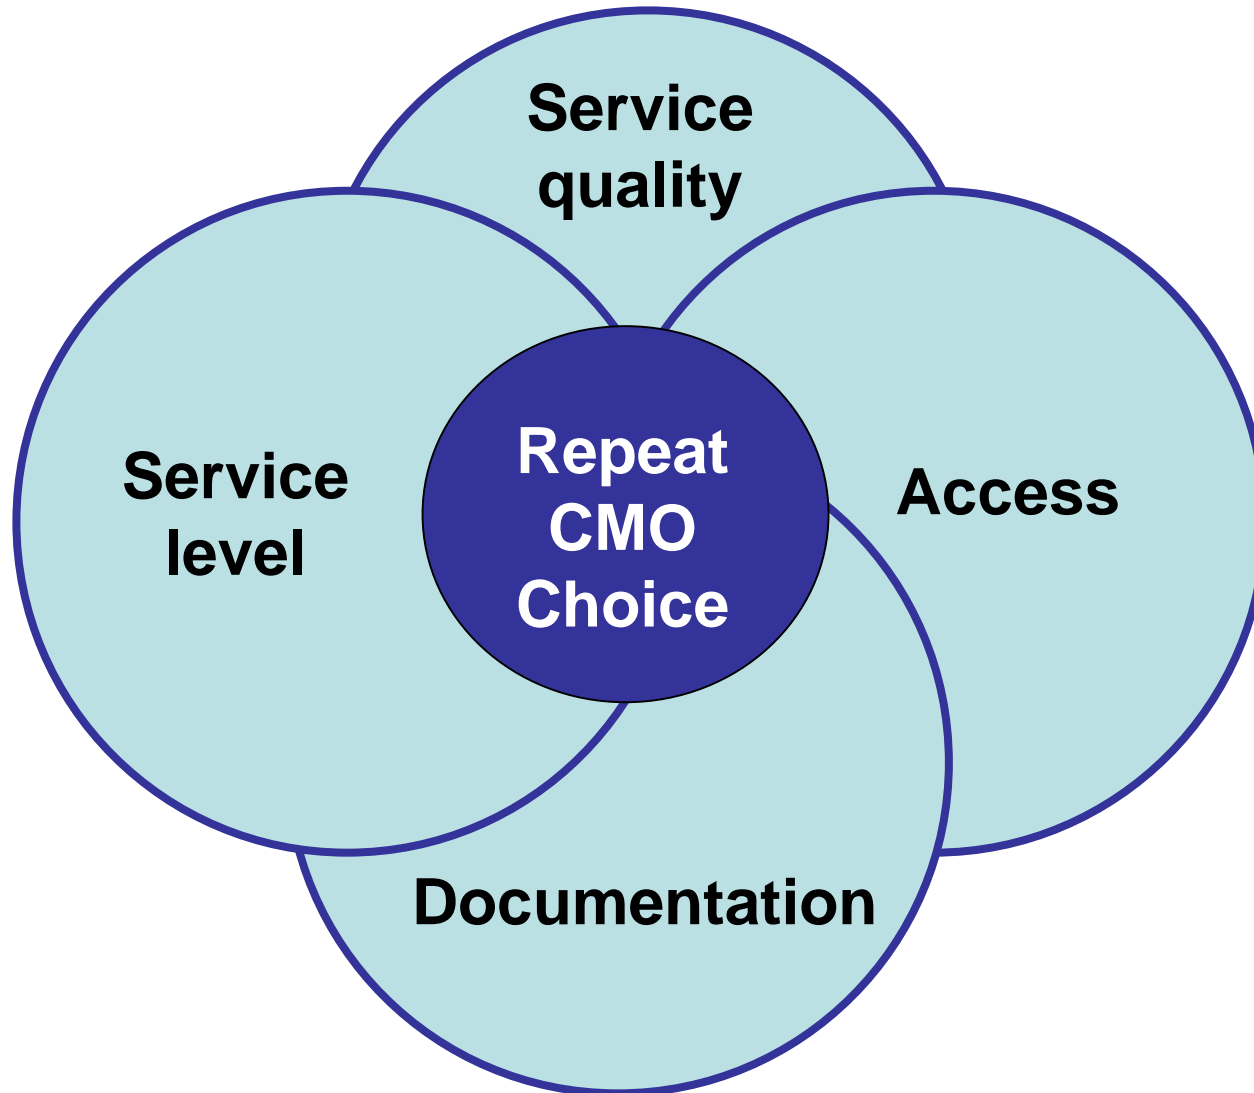 Service
quality
Service
level
Repeat
CMO
Choice
Access
Documentation